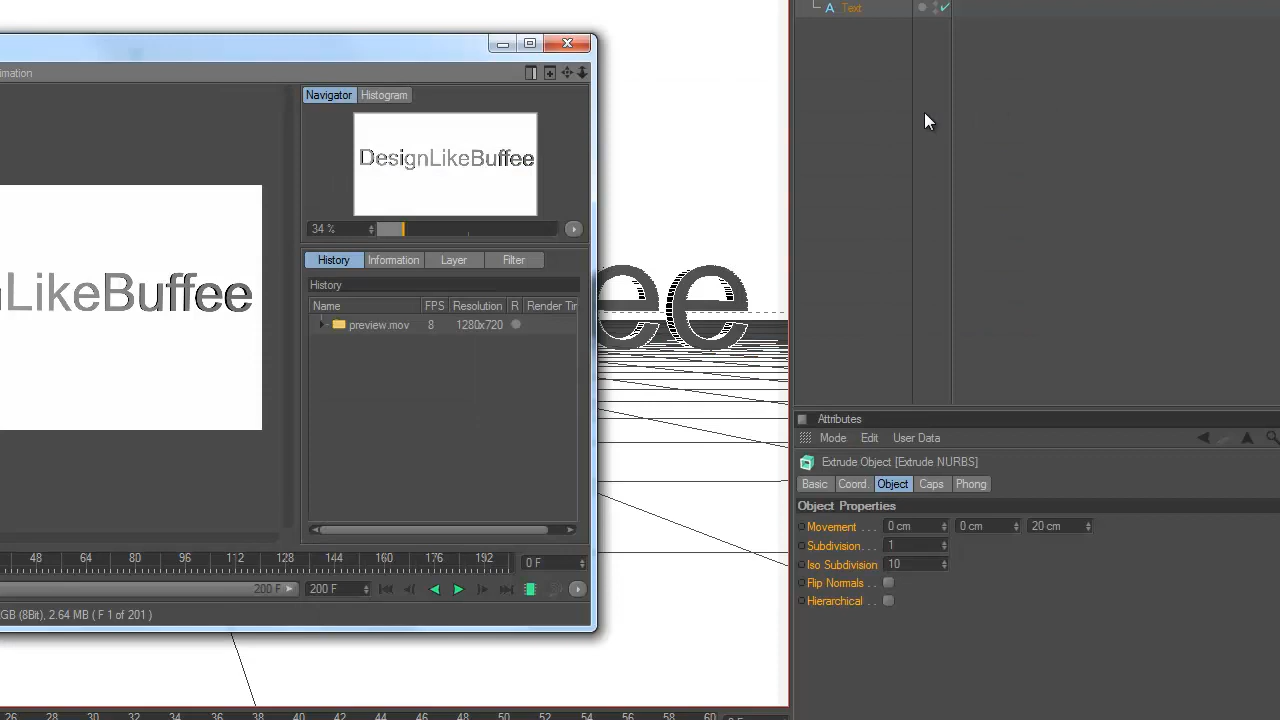 A Text
imation
Navigator Histogram
DesignLikeBuffee
34 %
LikeBuffee
ee
History Information Layer Filter
History
Name FPS Resolution R Render Tir
preview.mov 8 1280x720
Attributes
Mode Edit User Data
Extrude Object [Extrude NURBS]
Basic Coord. Object Caps Phong
Object Properties
Movement . . . 0 cm 0 cm 20 cm
Subdivision. . . 1
Iso Subdivision 10
Flip Normals . .
Hierarchical . .
48 64 80 96 112 128 144 160 176 192 0 F
200 F 200 F
GB (8Bit), 2.64 MB ( F 1 of 201 )
26 28 30 32 34 36 38 40 42 44 46 48 50 52 54 56 58 60